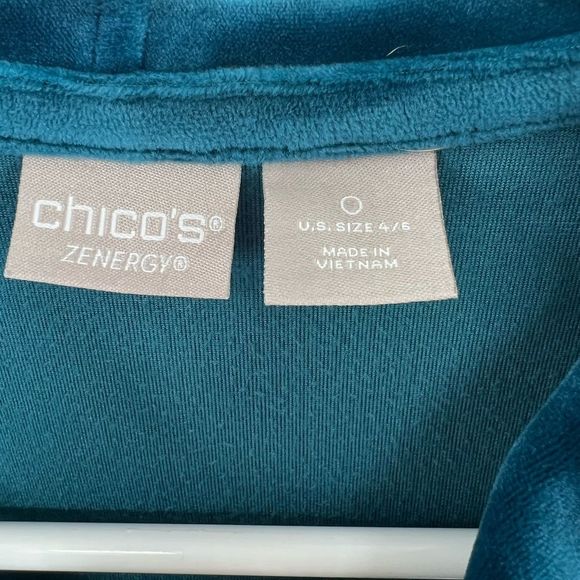 chico's®
ZENERGY®
0
U.S. SIZE 4/6
MADE IN
VIETNAM